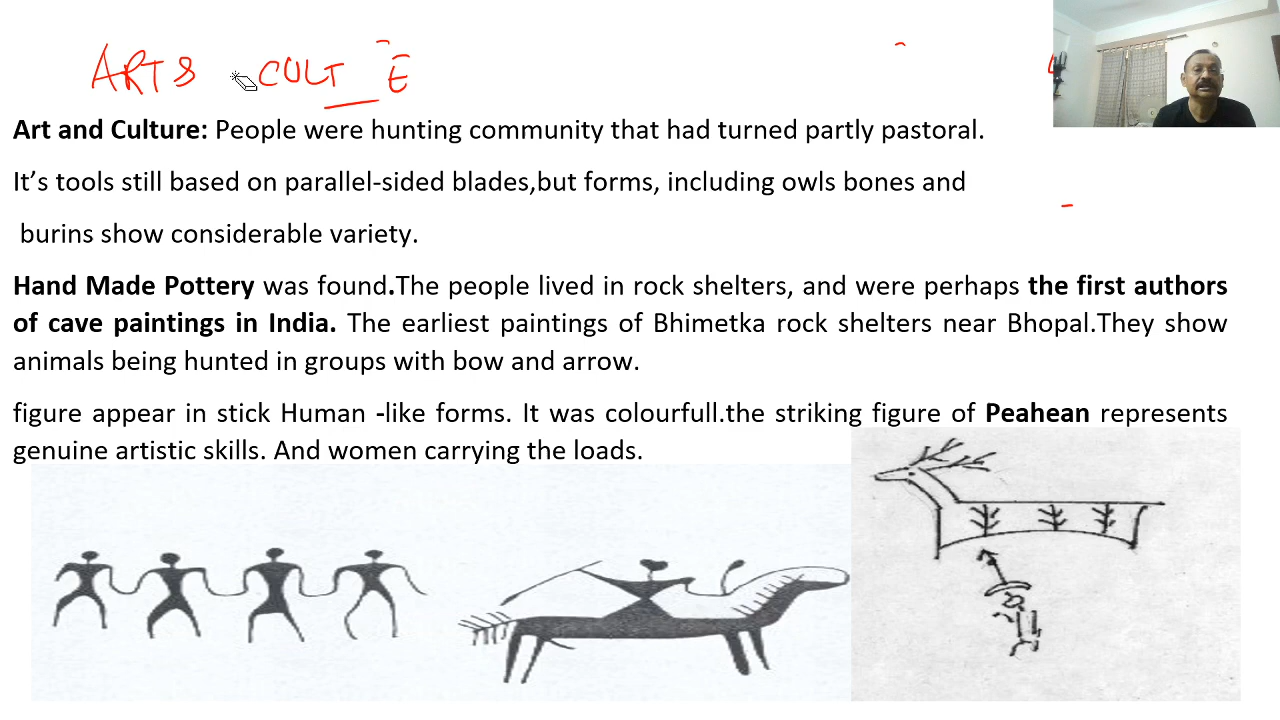 ARTS CULT E
Art and Culture: People were hunting community that had turned partly pastoral.
It’s tools still based on parallel-sided blades,but forms, including owls bones and
burins show considerable variety.
Hand Made Pottery was found.The people lived in rock shelters, and were perhaps the first authors
of cave paintings in India. The earliest paintings of Bhimetka rock shelters near Bhopal.They show
animals being hunted in groups with bow and arrow.
figure appear in stick Human -like forms. It was colourfull.the striking figure of Peahean represents
genuine artistic skills. And women carrying the loads.